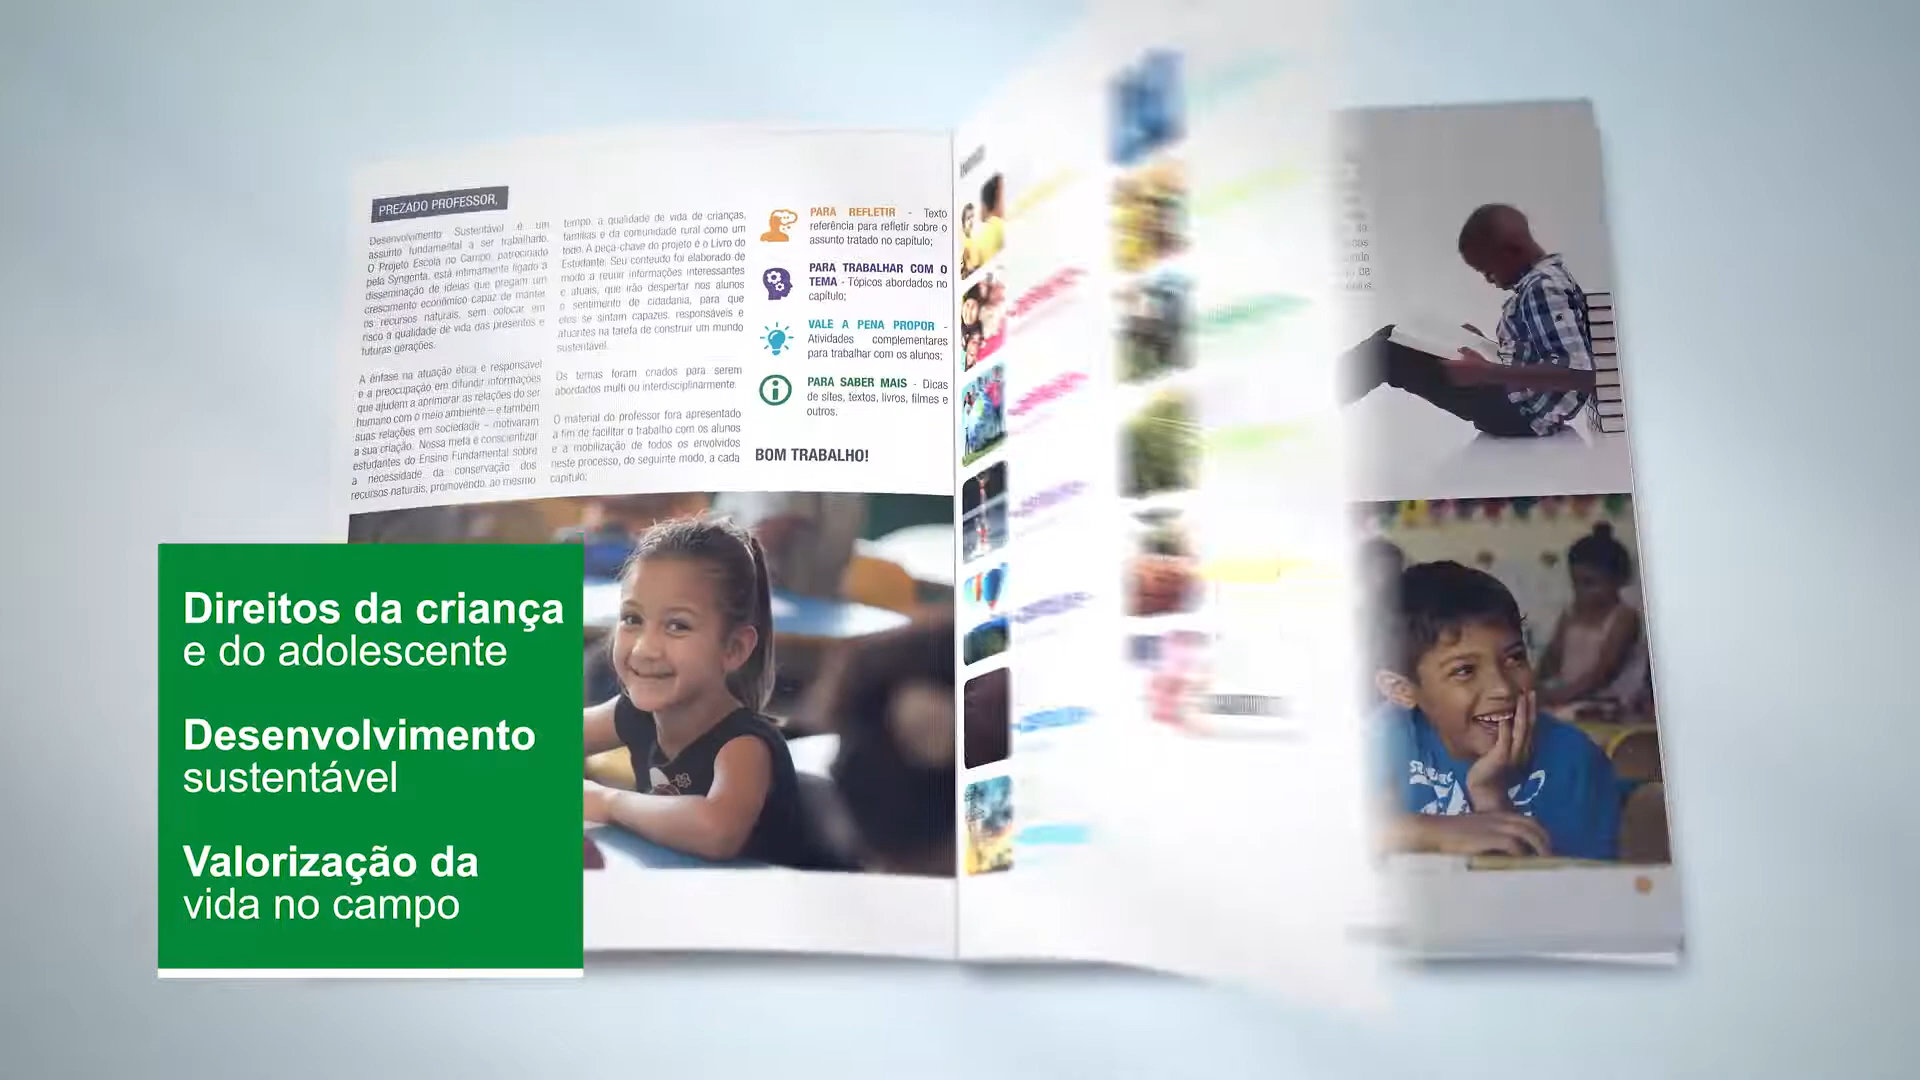 PREZADO PROFESSOR,
Desenvolvimento Sustentável é um
assunto fundamental a ser trabalhado.
O Projeto Escola no Campo, patrocinado
pela Syngenta, está intimamente ligado a
disseminação de ideias que pregam um
crescimento econômico capaz de manter
os recursos naturais, sem colocar em
risco a qualidade de vida das presentes e
futuras gerações.
A ênfase na atuação ética e responsável
e a preocupação em difundir informações
que ajudem a aprimorar as relações do ser
humano com o meio ambiente – e também
suas relações em sociedade – motivaram
a sua criação. Nossa meta é conscientizar
estudantes do Ensino Fundamental sobre
a necessidade da conservação dos
recursos naturais, promovendo, ao mesmo
tempo, a qualidade de vida de crianças,
famílias e da comunidade rural como um
todo. A peça-chave do projeto é o Livro do
Estudante. Seu conteúdo foi elaborado de
modo a reunir informações interessantes
e atuais, que irão despertar nos alunos
o sentimento de cidadania, para que
eles se sintam capazes, responsáveis e
atuantes na tarefa de construir um mundo
sustentável.
Os temas foram criados para serem
abordados multi ou interdisciplinarmente.
O material do professor fora apresentado
a fim de facilitar o trabalho com os alunos
e a mobilização de todos os envolvidos
neste processo, do seguinte modo, a cada
capítulo:
PARA REFLETIR - Texto
referência para refletir sobre o
assunto tratado no capítulo;
PARA TRABALHAR COM O
TEMA - Tópicos abordados no
capítulo;
VALE A PENA PROPOR -
Atividades complementares
para trabalhar com os alunos;
PARA SABER MAIS - Dicas
de sites, textos, livros, filmes e
outros.
BOM TRABALHO!
Direitos da criança
e do adolescente
Desenvolvimento
sustentável
Valorização da
vida no campo